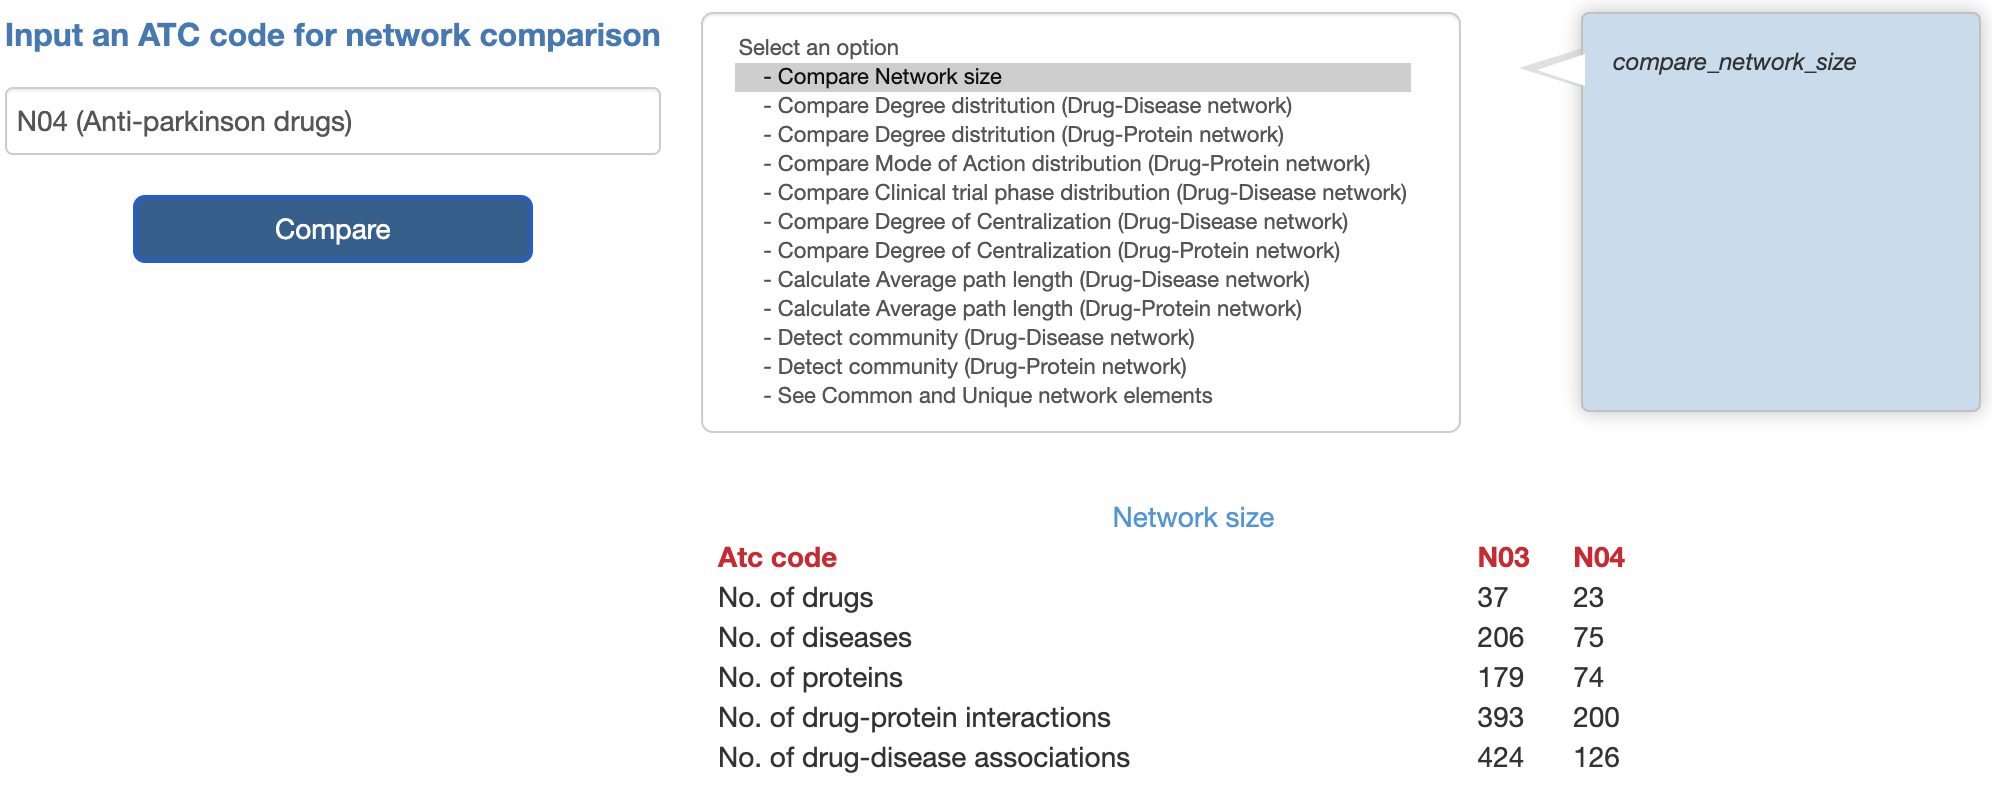 Input an ATC code for network comparison
N04 (Anti-parkinson drugs)
Compare
Select an option
- Compare Network size
- Compare Degree distritution (Drug-Disease network)
- Compare Degree distritution (Drug-Protein network)
- Compare Mode of Action distribution (Drug-Protein network)
- Compare Clinical trial phase distribution (Drug-Disease network)
- Compare Degree of Centralization (Drug-Disease network)
- Compare Degree of Centralization (Drug-Protein network)
- Calculate Average path length (Drug-Disease network)
- Calculate Average path length (Drug-Protein network)
- Detect community (Drug-Disease network)
- Detect community (Drug-Protein network)
- See Common and Unique network elements
compare_network_size
Network size
Atc code N03 N04
No. of drugs 37 23
No. of diseases 206 75
No. of proteins 179 74
No. of drug-protein interactions 393 200
No. of drug-disease associations 424 126